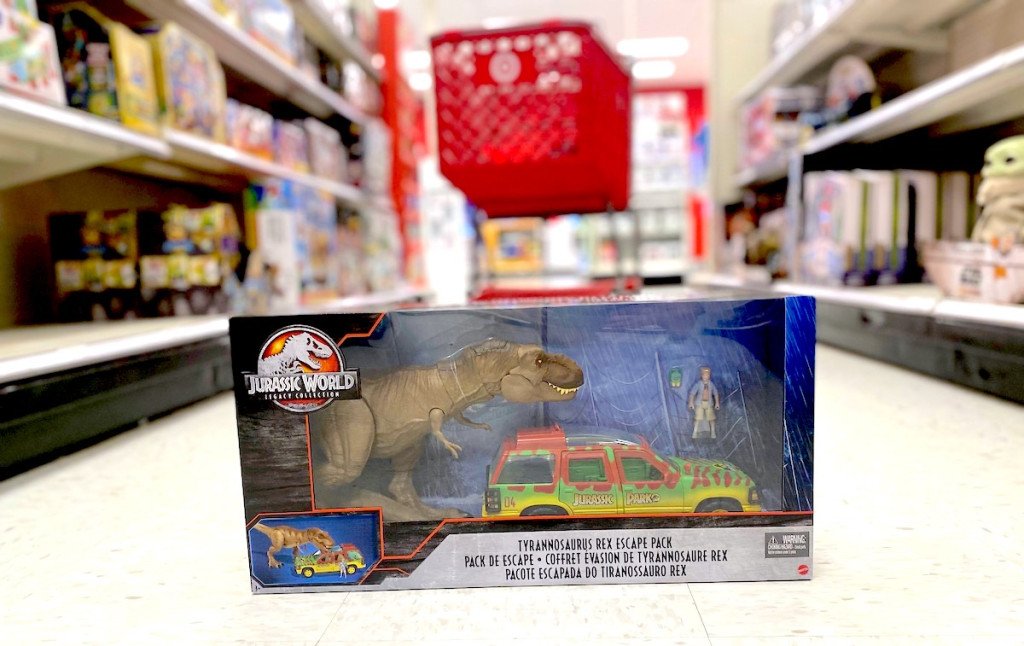 JURASSIC WORLD
LEGACY COLLECTION
04
JURASSIC PARK
TYRANNOSAURUS REX ESCAPE PACK
PACK DE ESCAPE • COFFRET ÉVASION DE TYRANNOSAURE REX
PACOTE ESCAPADA DO TIRANOSSAURO REX
WARNING: